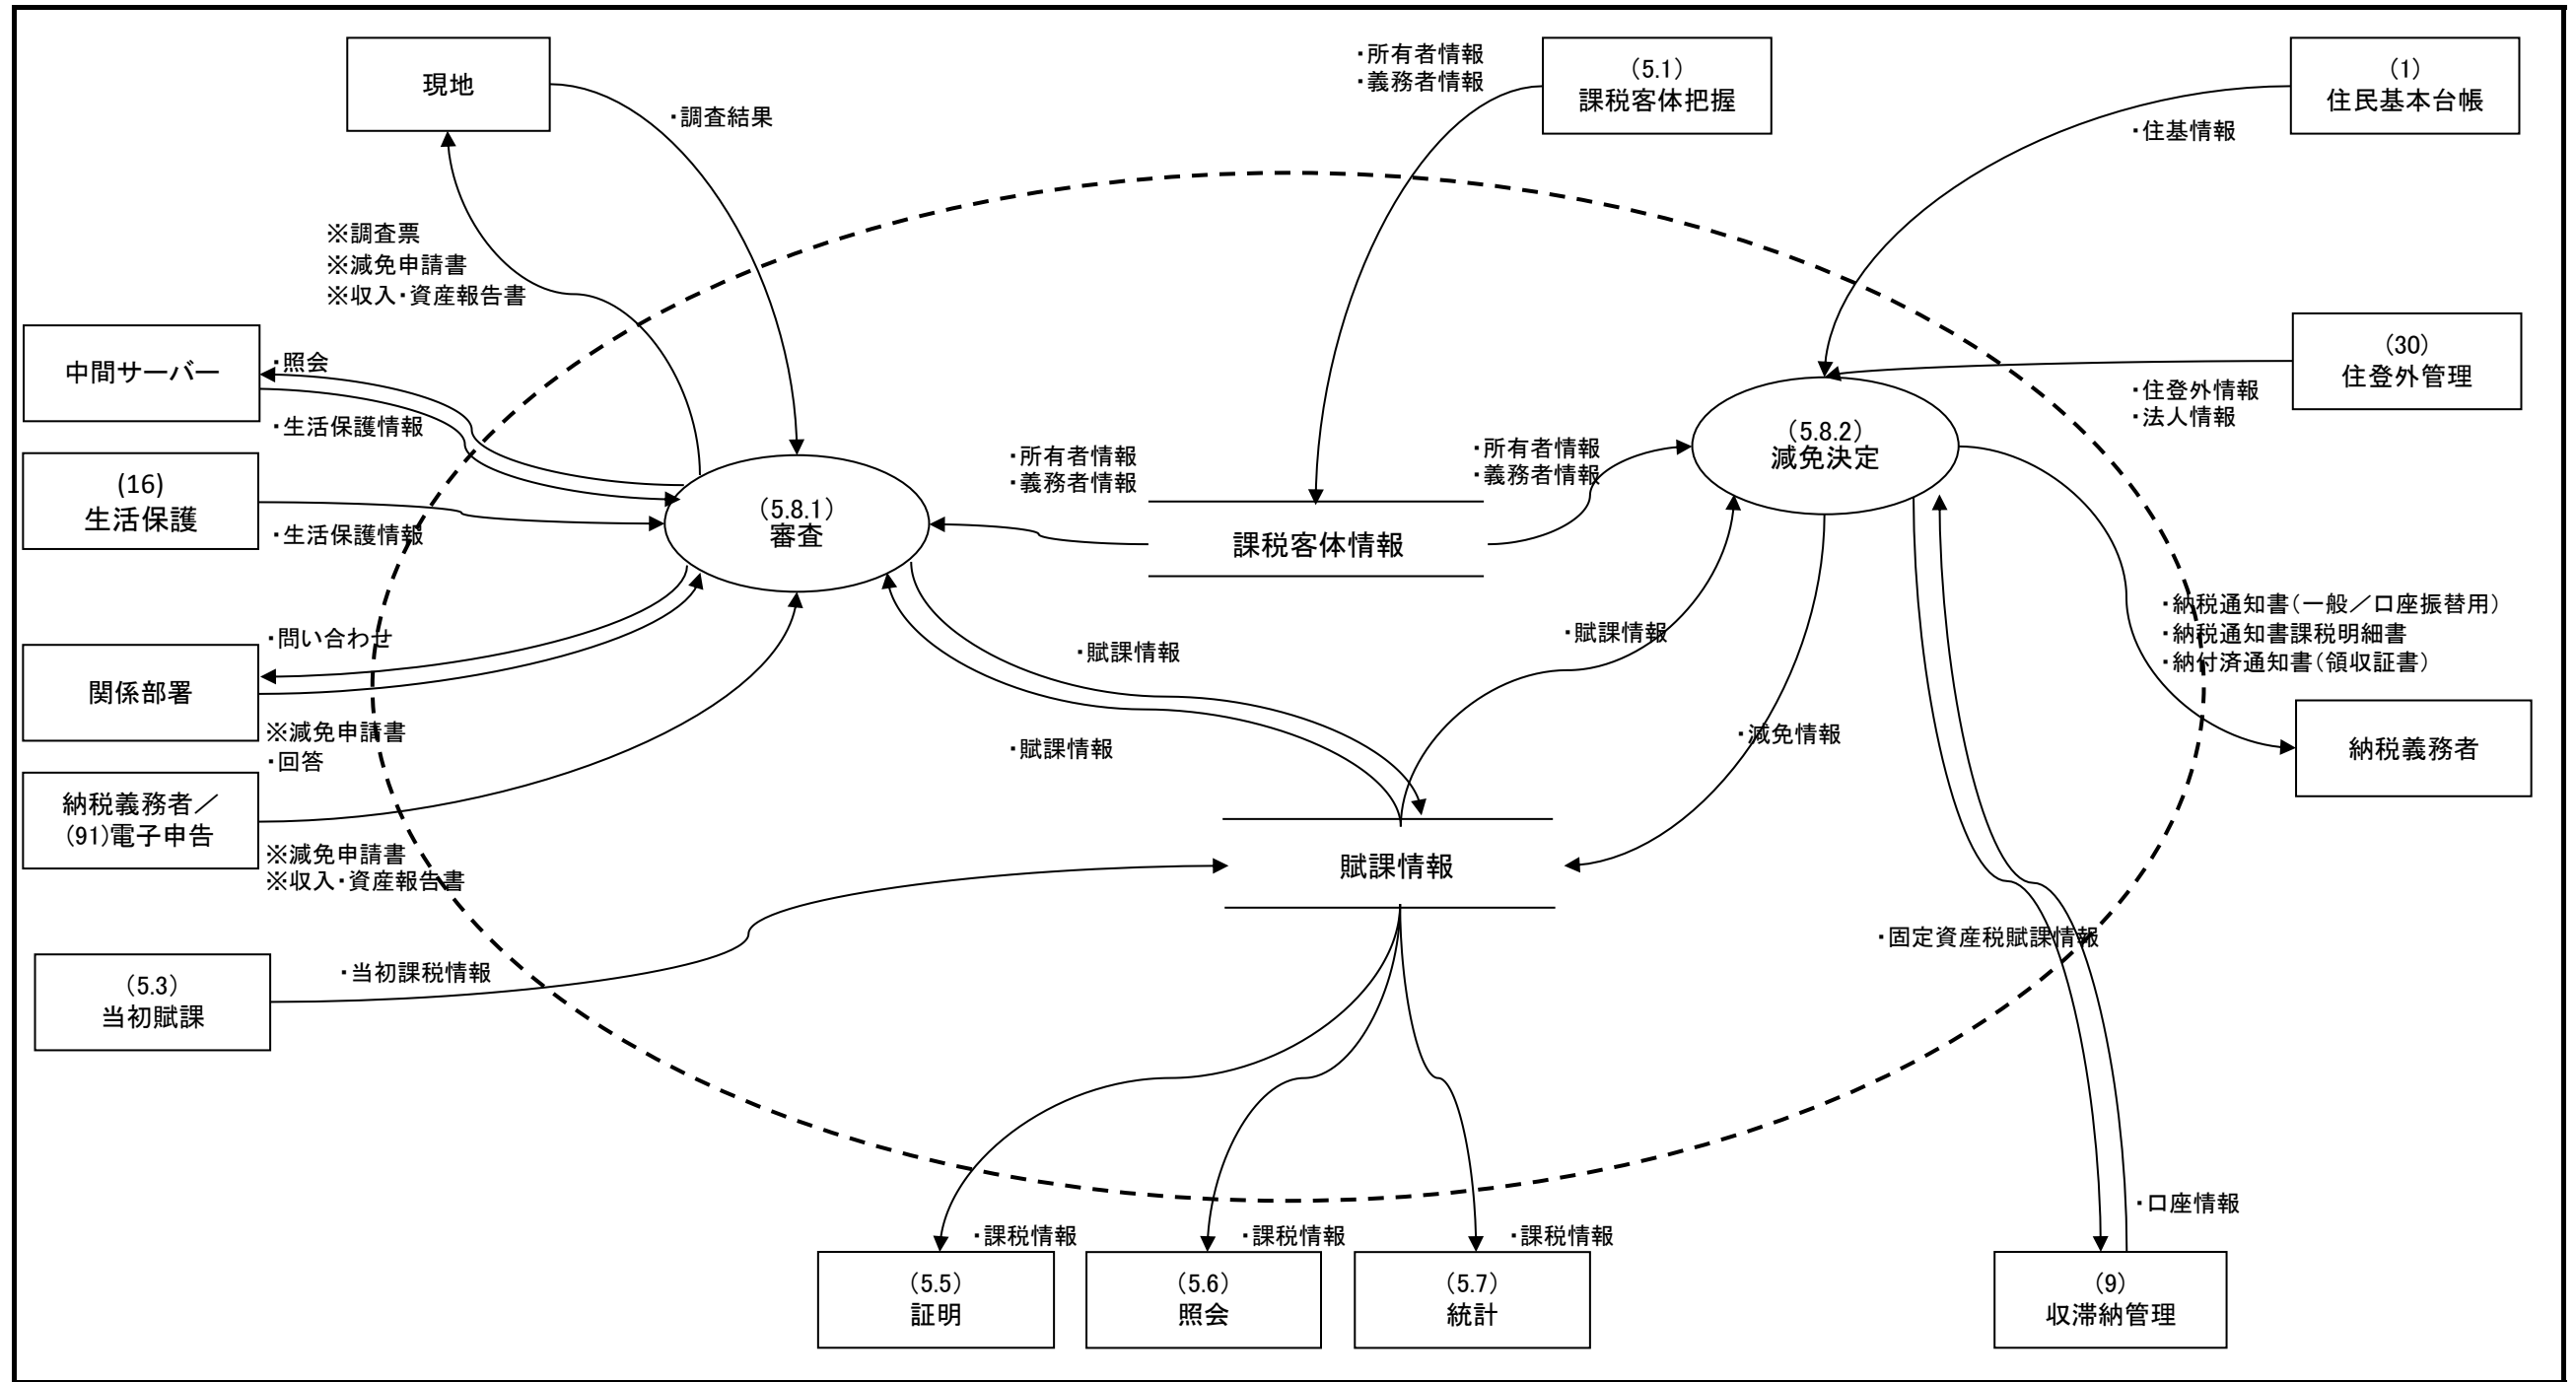 現地
・調査結果
・所有者情報
・義務者情報
(5.1)
課税客体把握
(1)
住民基本台帳
・住基情報
※調査票
※減免申請書
※収入・資産報告書
中間サーバー
・照会
・生活保護情報
(30)
住登外管理
・住登外情報
・法人情報
(16)
生活保護
・生活保護情報
(5.8.1)
審査
・所有者情報
・義務者情報
課税客体情報
・所有者情報
・義務者情報
(5.8.2)
減免決定
関係部署
・問い合わせ
※減免申請書
・回答
・賦課情報
・賦課情報
・賦課情報
・減免情報
・納税通知書(一般/口座振替用)
・納税通知書課税明細書
・納付済通知書(領収証書)
納税義務者
納税義務者/
(91)電子申告
※減免申請書
※収入・資産報告書
賦課情報
(5.3)
当初賦課
・当初課税情報
・固定資産税賦課情報
・口座情報
・課税情報
・課税情報
・課税情報
(5.5)
証明
(5.6)
照会
(5.7)
統計
(9)
収滞納管理